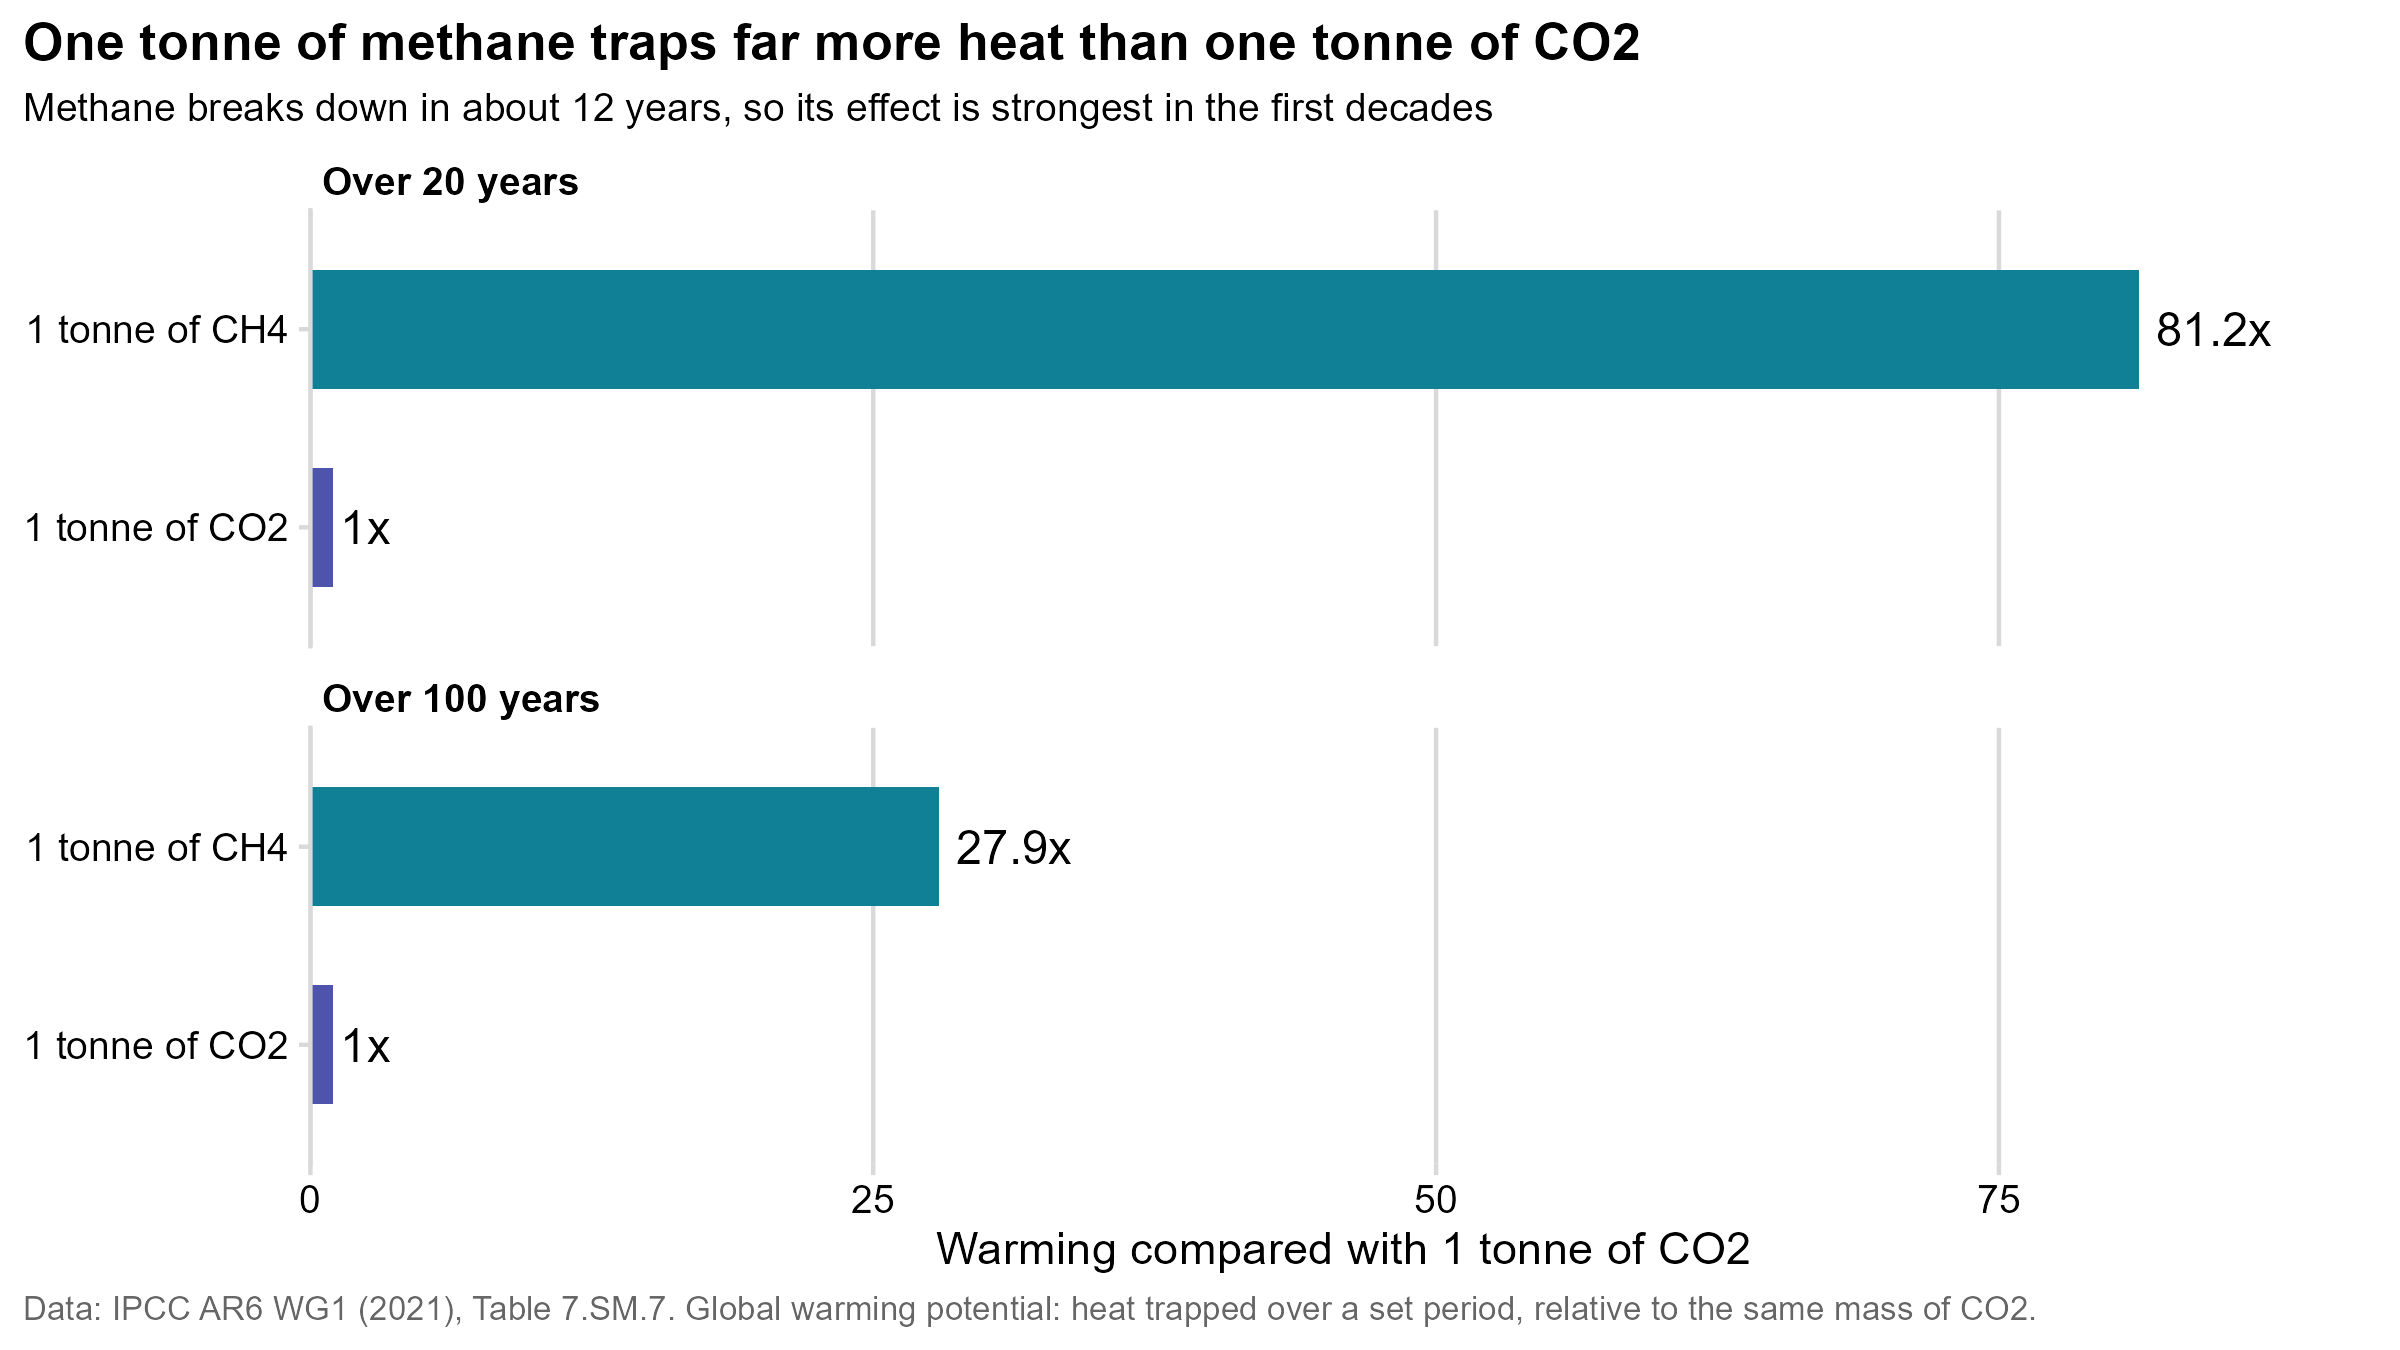 One tonne of methane traps far more heat than one tonne of CO2
Methane breaks down in about 12 years, so its effect is strongest in the first decades
Over 20 years
1 tonne of CH4
81.2x
1 tonne of CO2
1x
Over 100 years
1 tonne of CH4
27.9x
1 tonne of CO2
1x
0 25 50 75
Warming compared with 1 tonne of CO2
Data: IPCC AR6 WG1 (2021), Table 7.SM.7. Global warming potential: heat trapped over a set period, relative to the same mass of CO2.